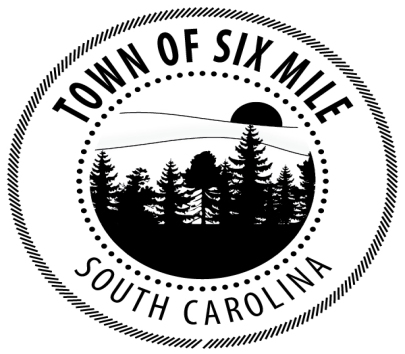 TOWN OF SIX MILE
SOUTH CAROLINA